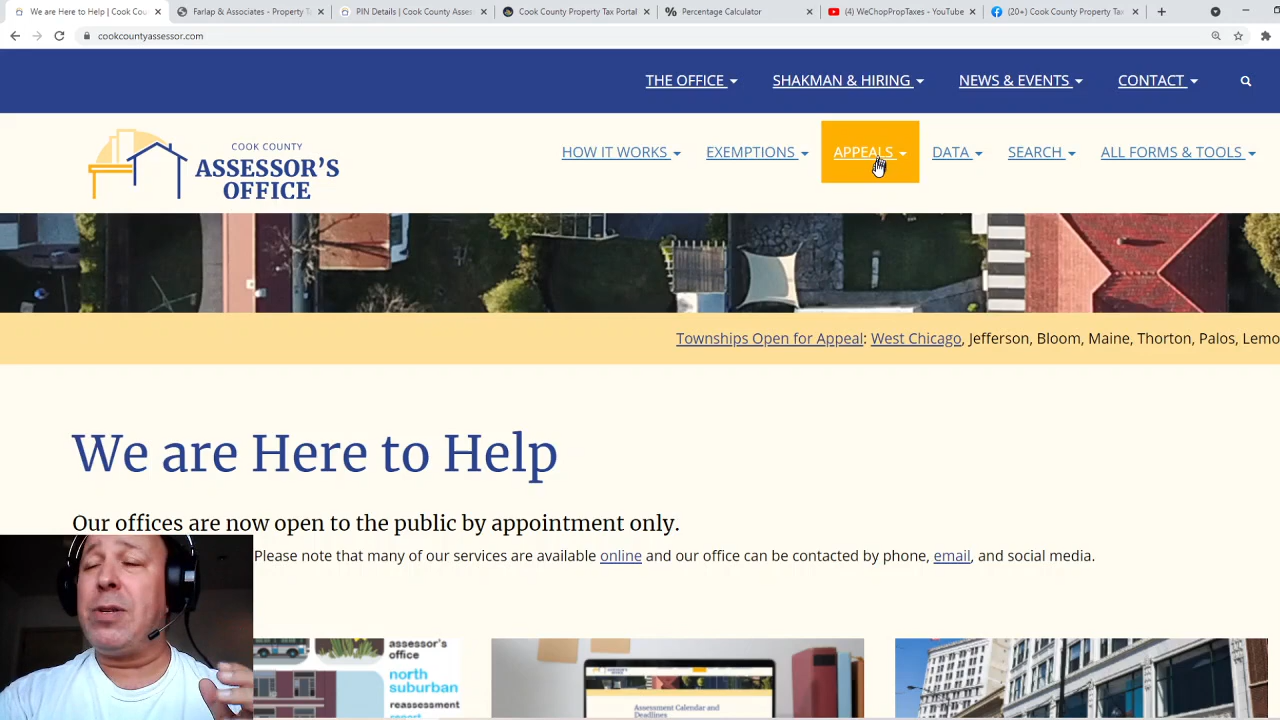 We are Here to Help | Cook Cou
Farlap & Associates - Property T
PIN Details | Cook County Asses
Cook County Property Tax Portal
Percentage Calculator
(4) WeChopPropTaxes - YouTube
(20+) Cook County Property Tax
cookcountyassessor.com
THE OFFICE
SHAKMAN & HIRING
NEWS & EVENTS
CONTACT
COOK COUNTY
ASSESSOR'S
OFFICE
HOW IT WORKS
EXEMPTIONS
APPEALS
DATA
SEARCH
ALL FORMS & TOOLS
Townships Open for Appeal: West Chicago, Jefferson, Bloom, Maine, Thorton, Palos, Lemo
We are Here to Help
Our offices are now open to the public by appointment only.
Please note that many of our services are available online and our office can be contacted by phone, email, and social media.
assessor's
office
north
suburban
reassessment
report
ASSESSOR'S
OFFICE
Assessment Calendar and
Deadlines